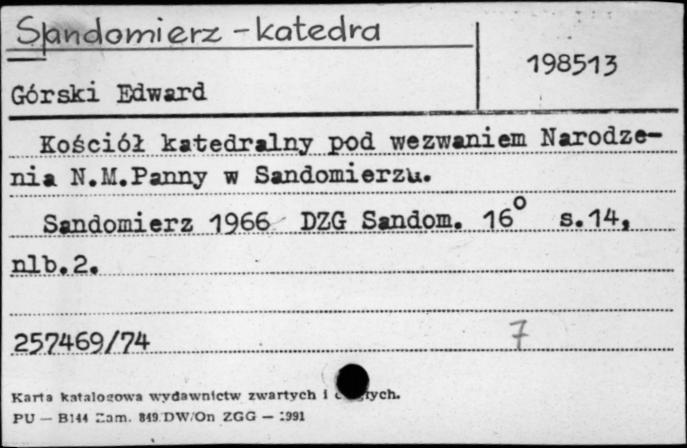 Sandomierz - katedra
198513
Górski Edward
Kościół katedralny pod wezwaniem Narodze-
nia N.M.Panny w Sandomierzu.
Sandomierz 1966 DZG Sandom. 16° s.14,
nlb.2.
257469/74 7
Karta katalogowa wydawnictw zwartych i
PU — B144 Zam. 849/DW/On ZGG — 1991